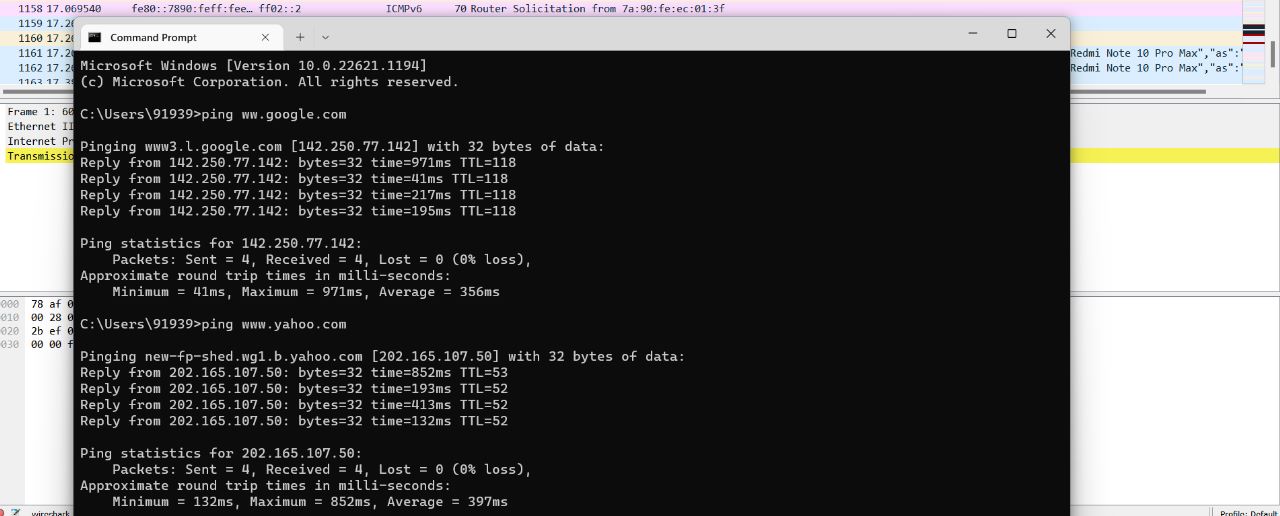 1158 17.069540 fe80::7890:feff:fee… ff02::2 ICMPv6 70 Router Solicitation from 7a:90:fe:ec:01:3f
1159 17.20
1160 17.20
1161 17.20 Redmi Note 10 Pro Max","as":"
1162 17.20 Redmi Note 10 Pro Max","as":"
Command Prompt
Microsoft Windows [Version 10.0.22621.1194]
(c) Microsoft Corporation. All rights reserved.
C:\Users\91939>ping ww.google.com
Pinging www3.l.google.com [142.250.77.142] with 32 bytes of data:
Reply from 142.250.77.142: bytes=32 time=971ms TTL=118
Reply from 142.250.77.142: bytes=32 time=41ms TTL=118
Reply from 142.250.77.142: bytes=32 time=217ms TTL=118
Reply from 142.250.77.142: bytes=32 time=195ms TTL=118
Ping statistics for 142.250.77.142:
Packets: Sent = 4, Received = 4, Lost = 0 (0% loss),
Approximate round trip times in milli-seconds:
Minimum = 41ms, Maximum = 971ms, Average = 356ms
C:\Users\91939>ping www.yahoo.com
Pinging new-fp-shed.wg1.b.yahoo.com [202.165.107.50] with 32 bytes of data:
Reply from 202.165.107.50: bytes=32 time=852ms TTL=53
Reply from 202.165.107.50: bytes=32 time=193ms TTL=52
Reply from 202.165.107.50: bytes=32 time=413ms TTL=52
Reply from 202.165.107.50: bytes=32 time=132ms TTL=52
Ping statistics for 202.165.107.50:
Packets: Sent = 4, Received = 4, Lost = 0 (0% loss),
Approximate round trip times in milli-seconds:
Minimum = 132ms, Maximum = 852ms, Average = 397ms
Frame 1: 60
Ethernet II
Internet Pr
Transmissio
000 78 af 0
010 00 28 0
020 2b ef 0
030 00 00 f
wireshark
Profile: Default